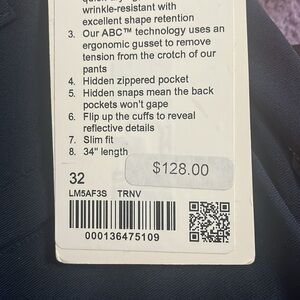 wrinkle-resistant with
excellent shape retention
3. Our ABC™ technology uses an
ergonomic gusset to remove
tension from the crotch of our
pants
4. Hidden zippered pocket
5. Hidden snaps mean the back
pockets won't gape
6. Flip up the cuffs to reveal
reflective details
7. Slim fit
8. 34" length
$128.00
32
LM5AF3S TRNV
000136475109